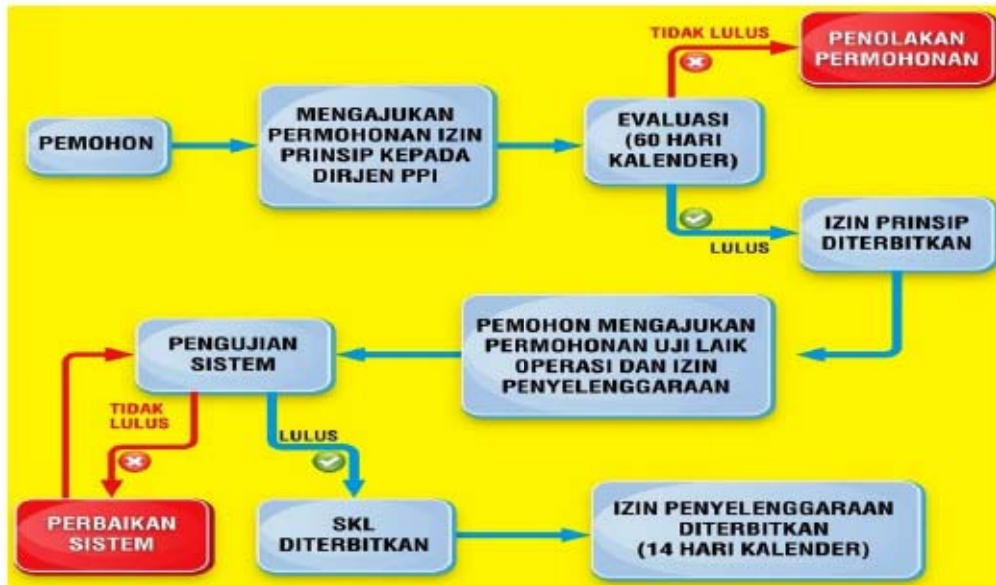 PEMOHON
MENGAJUKAN
PERMOHONAN IZIN
PRINSIP KEPADA
DIRJEN PPI
EVALUASI
(60 HARI
KALENDER)
TIDAK LULUS
PENOLAKAN
PERMOHONAN
LULUS
IZIN PRINSIP
DITERBITKAN
PEMOHON MENGAJUKAN
PERMOHONAN UJI LAIK
OPERASI DAN IZIN
PENYELENGGARAAN
PENGUJIAN
SISTEM
TIDAK
LULUS
PERBAIKAN
SISTEM
LULUS
SKL
DITERBITKAN
IZIN PENYELENGGARAAN
DITERBITKAN
(14 HARI KALENDER)